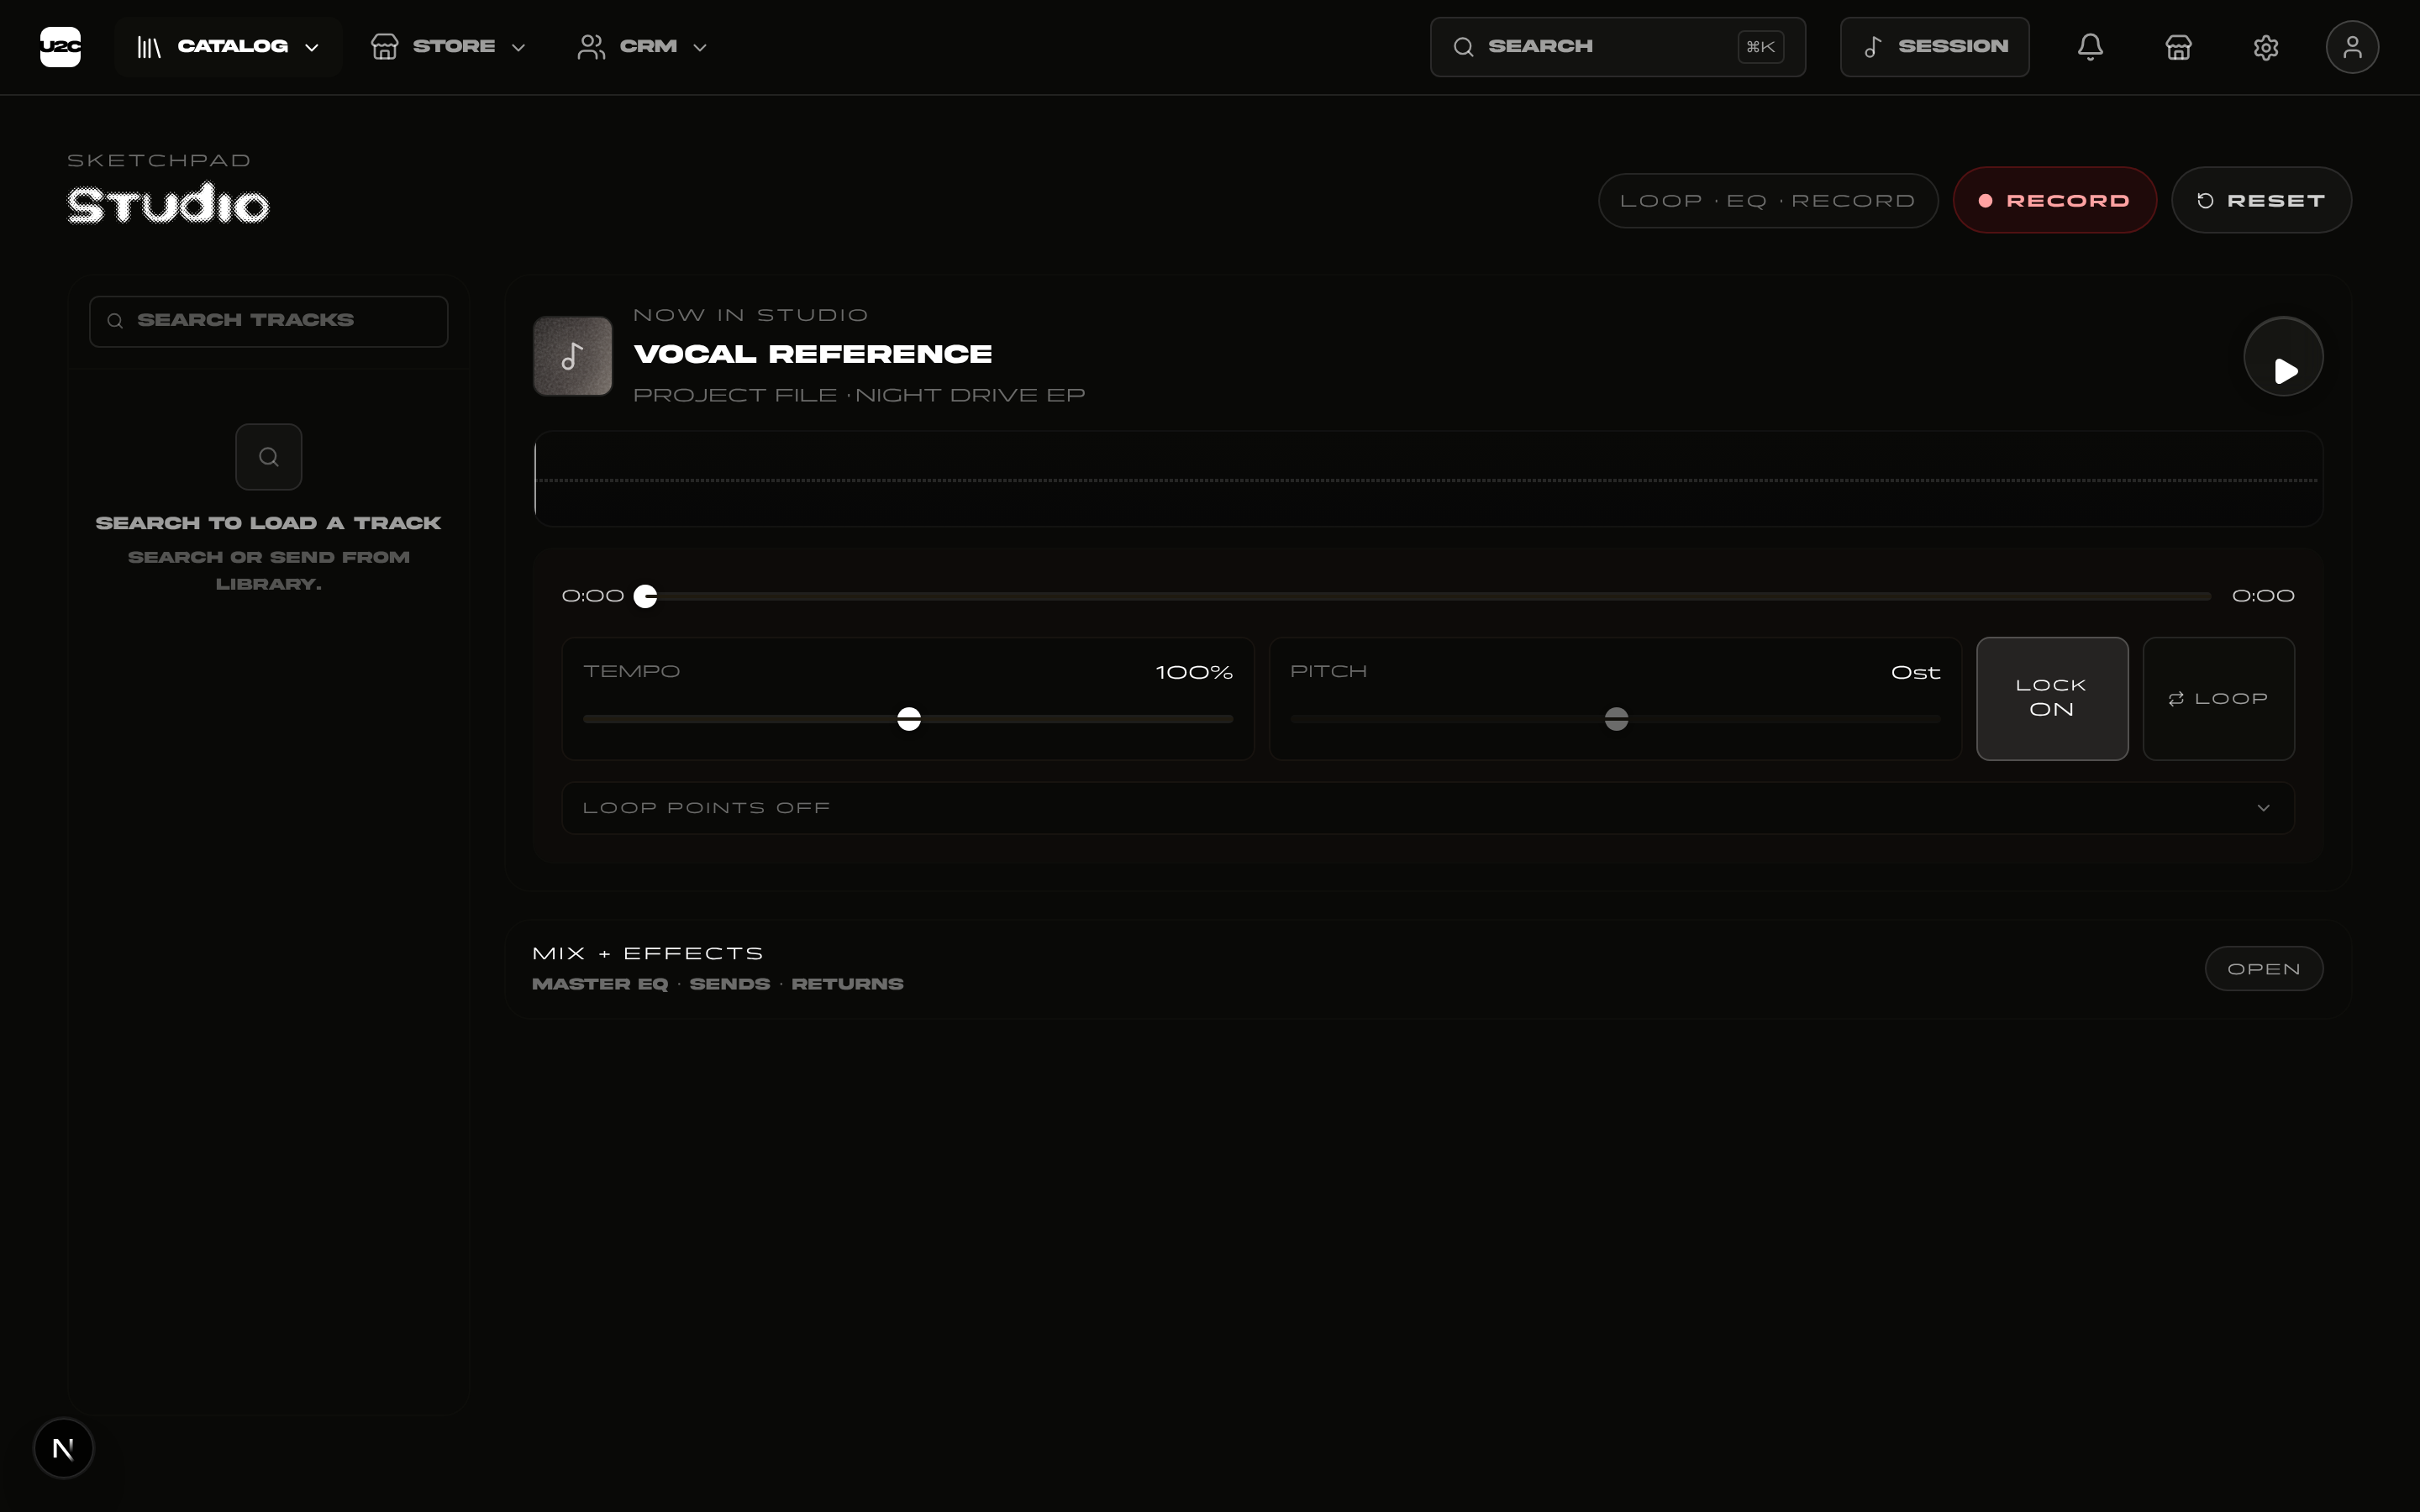 U2C
CATALOG
STORE
CRM
SEARCH
⌘K
SESSION
SKETCHPAD
Studio
LOOP · EQ · RECORD
RECORD
RESET
SEARCH TRACKS
SEARCH TO LOAD A TRACK
SEARCH OR SEND FROM
LIBRARY.
NOW IN STUDIO
VOCAL REFERENCE
PROJECT FILE · NIGHT DRIVE EP
0:00
0:00
TEMPO
100%
PITCH
0st
LOCK
ON
LOOP
LOOP POINTS OFF
MIX + EFFECTS
MASTER EQ · SENDS · RETURNS
OPEN
N